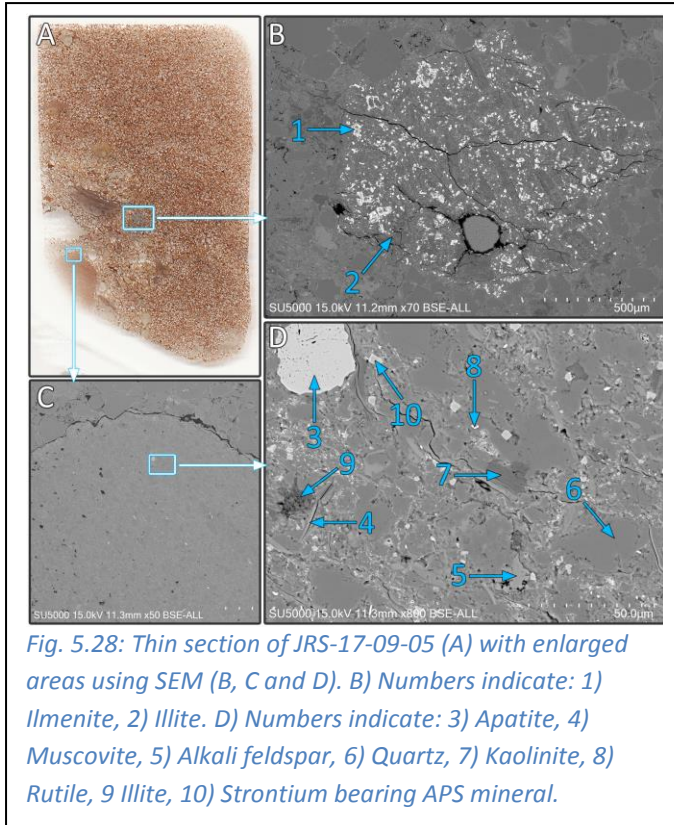 A
B
1
2
SU5000 15.0kV 11.2mm x70 BSE-ALL
500µm
C
SU5000 15.0kV 11.3mm x50 BSE-ALL
D
3
10
8
9
7
6
4
5
SU5000 15.0kV 11.3mm x800 BSE-ALL
50.0µm
Fig. 5.28: Thin section of JRS-17-09-05 (A) with enlarged
areas using SEM (B, C and D). B) Numbers indicate: 1)
Ilmenite, 2) Illite. D) Numbers indicate: 3) Apatite, 4)
Muscovite, 5) Alkali feldspar, 6) Quartz, 7) Kaolinite, 8)
Rutile, 9 Illite, 10) Strontium bearing APS mineral.